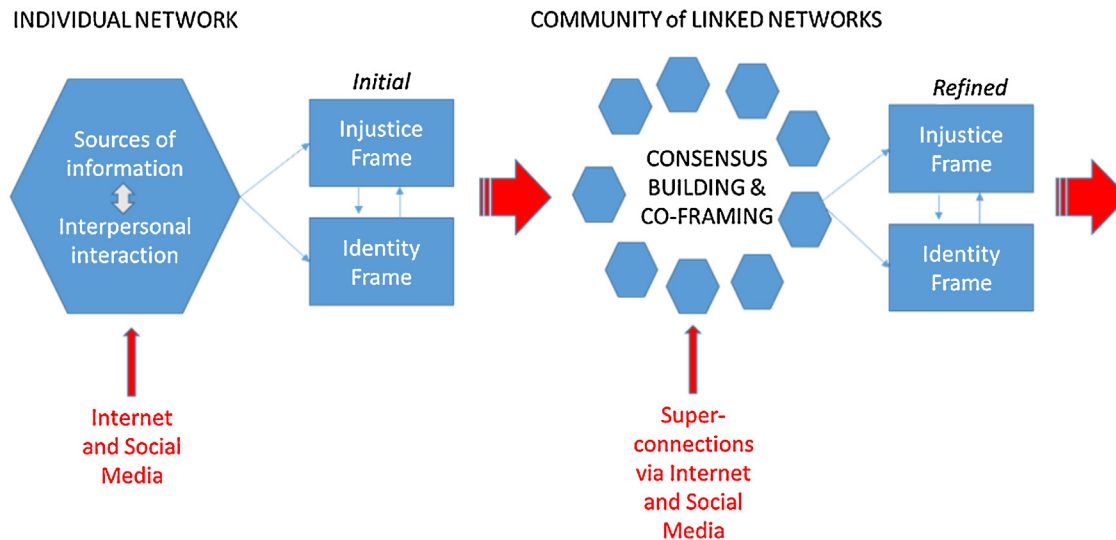 INDIVIDUAL NETWORK
Initial
Sources of
information
Interpersonal
interaction
Injustice
Frame
Identity
Frame
Internet
and Social
Media
COMMUNITY of LINKED NETWORKS
Refined
CONSENSUS
BUILDING &
CO-FRAMING
Injustice
Frame
Identity
Frame
Super-
connections
via Internet
and Social
Media